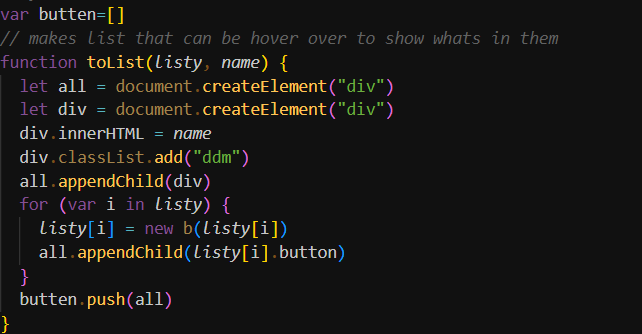 var butten=[]
// makes list that can be hover over to show whats in them
function toList(listy, name) {
let all = document.createElement("div")
let div = document.createElement("div")
div.innerHTML = name
div.classList.add("ddm")
all.appendChild(div)
for (var i in listy) {
listy[i] = new b(listy[i])
all.appendChild(listy[i].button)
}
butten.push(all)
}